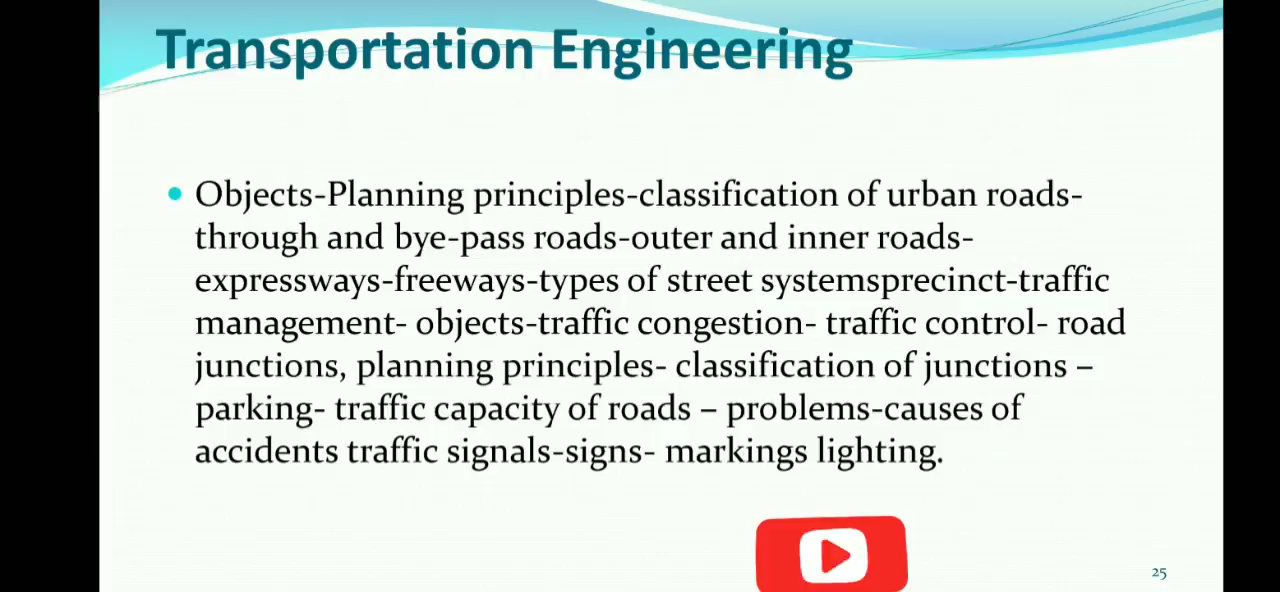 Transportation Engineering
Objects-Planning principles-classification of urban roads-
through and bye-pass roads-outer and inner roads-
expressways-freeways-types of street systemsprecinct-traffic
management- objects-traffic congestion- traffic control- road
junctions, planning principles- classification of junctions –
parking- traffic capacity of roads – problems-causes of
accidents traffic signals-signs- markings lighting.
25